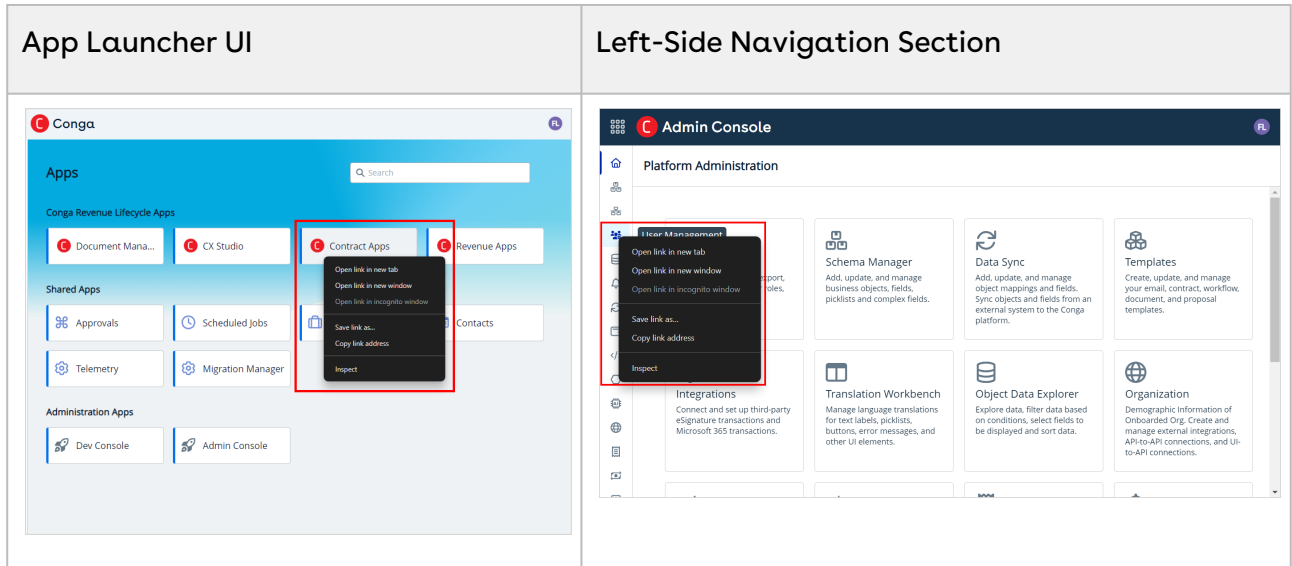 App Launcher UI
Left-Side Navigation Section
Conga
FL
Apps
Search
Conga Revenue Lifecycle Apps
Document Mana...
CX Studio
Contract Apps
Revenue Apps
Open link in new tab
Open link in new window
Open link in incognito window
Save link as...
Copy link address
Inspect
Shared Apps
Approvals
Scheduled Jobs
Contacts
Telemetry
Migration Manager
Administration Apps
Dev Console
Admin Console
Admin Console
FL
Platform Administration
User Management
Open link in new tab
Open link in new window
Open link in incognito window
Save link as...
Copy link address
Inspect
roles,
Schema Manager
Add, update, and manage
business objects, fields,
picklists and complex fields.
Data Sync
Add, update, and manage
object mappings and fields.
Sync objects and fields from an
external system to the Conga
platform.
Templates
Create, update, and manage
your email, contract, workflow,
document, and proposal
templates.
Integrations
Connect and set up third-party
eSignature transactions and
Microsoft 365 transactions.
Translation Workbench
Manage language translations
for text labels, picklists,
buttons, error messages, and
other UI elements.
Object Data Explorer
Explore data, filter data based
on conditions, select fields to
be displayed and sort data.
Organization
Demographic Information of
Onboarded Org. Create and
manage external integrations,
API-to-API connections, and UI-
to-API connections.